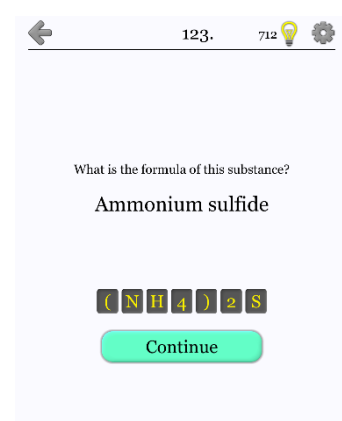 123.
712
What is the formula of this substance?
Ammonium sulfide
(NH4)2S
Continue